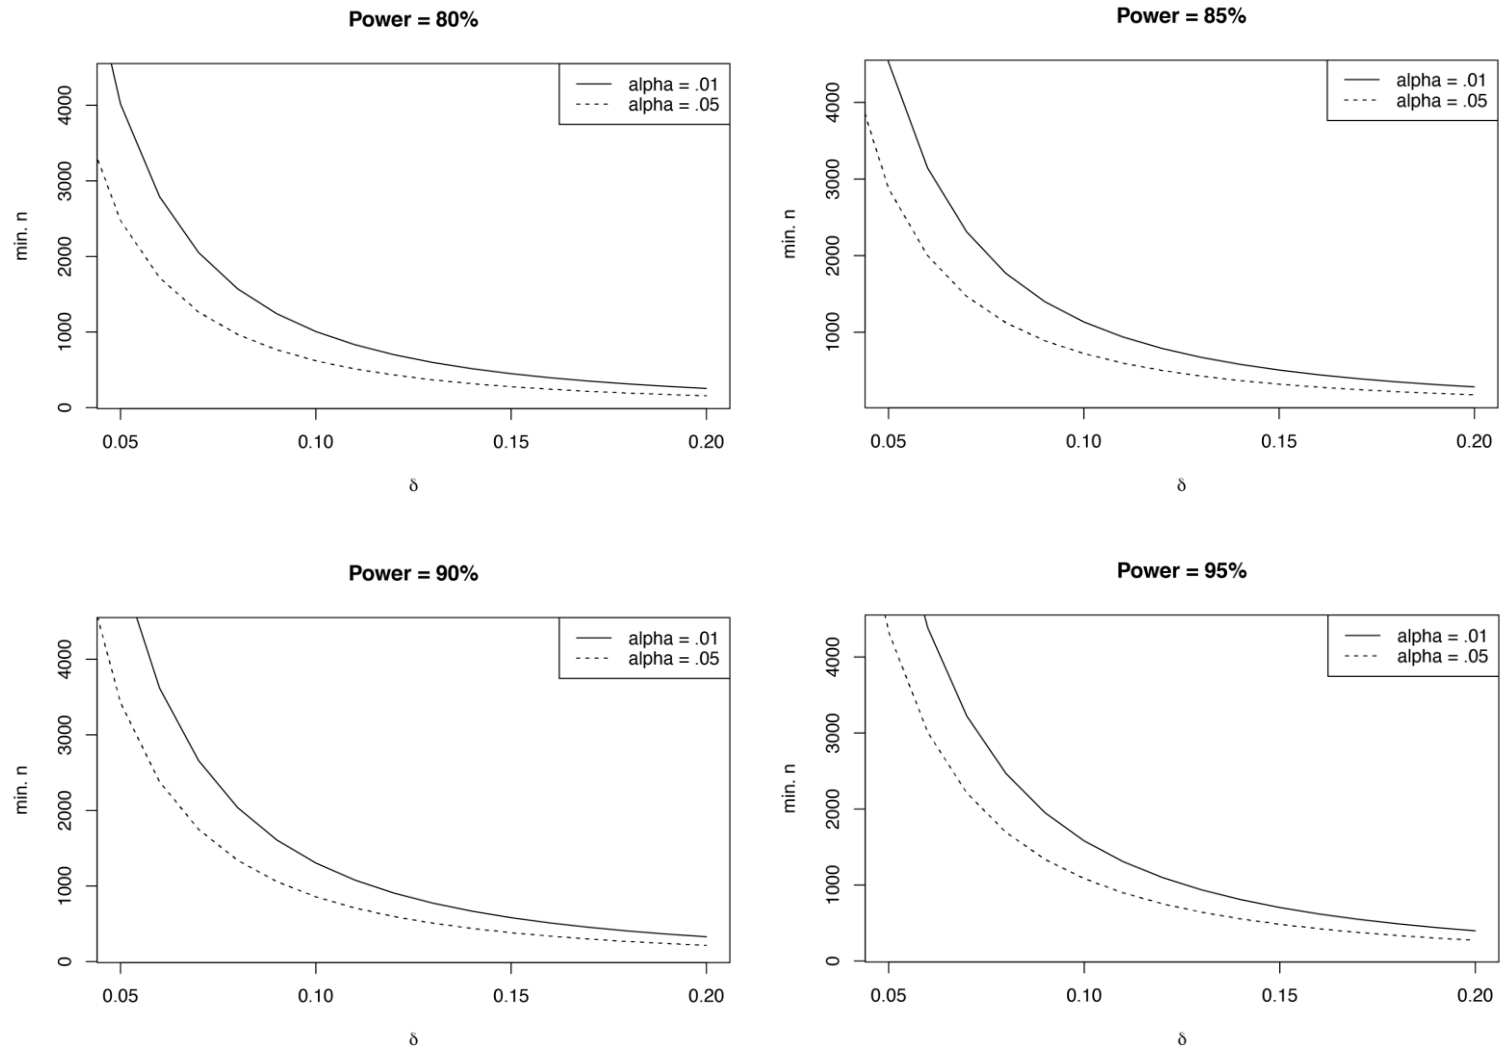 Power = 80%
alpha = .01
alpha = .05
min. n
4000
3000
2000
1000
0
0.05 0.10 0.15 0.20
δ
Power = 85%
alpha = .01
alpha = .05
min. n
4000
3000
2000
1000
0.05 0.10 0.15 0.20
δ
Power = 90%
alpha = .01
alpha = .05
min. n
4000
3000
2000
1000
0
0.05 0.10 0.15 0.20
δ
Power = 95%
alpha = .01
alpha = .05
min. n
4000
3000
2000
1000
0
0.05 0.10 0.15 0.20
δ